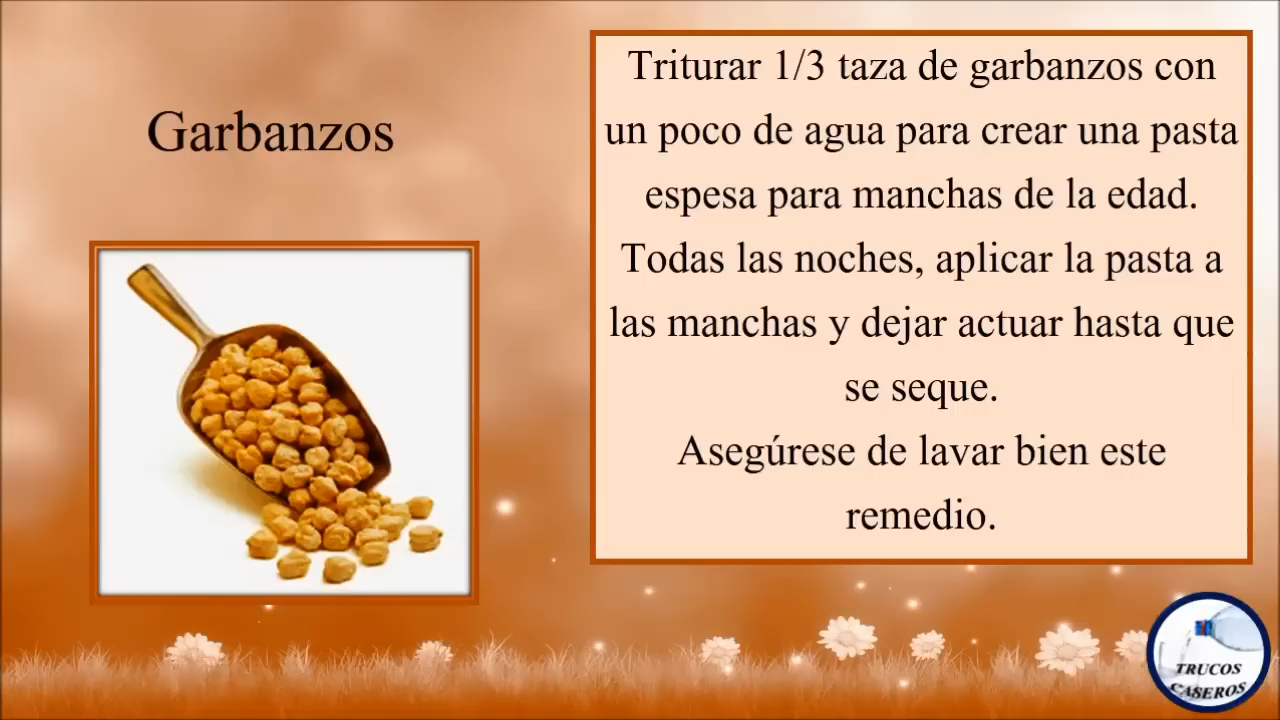 Garbanzos
Triturar 1/3 taza de garbanzos con
un poco de agua para crear una pasta
espesa para manchas de la edad.
Todas las noches, aplicar la pasta a
las manchas y dejar actuar hasta que
se seque.
Asegúrese de lavar bien este
remedio.
TRUCOS
CASEROS